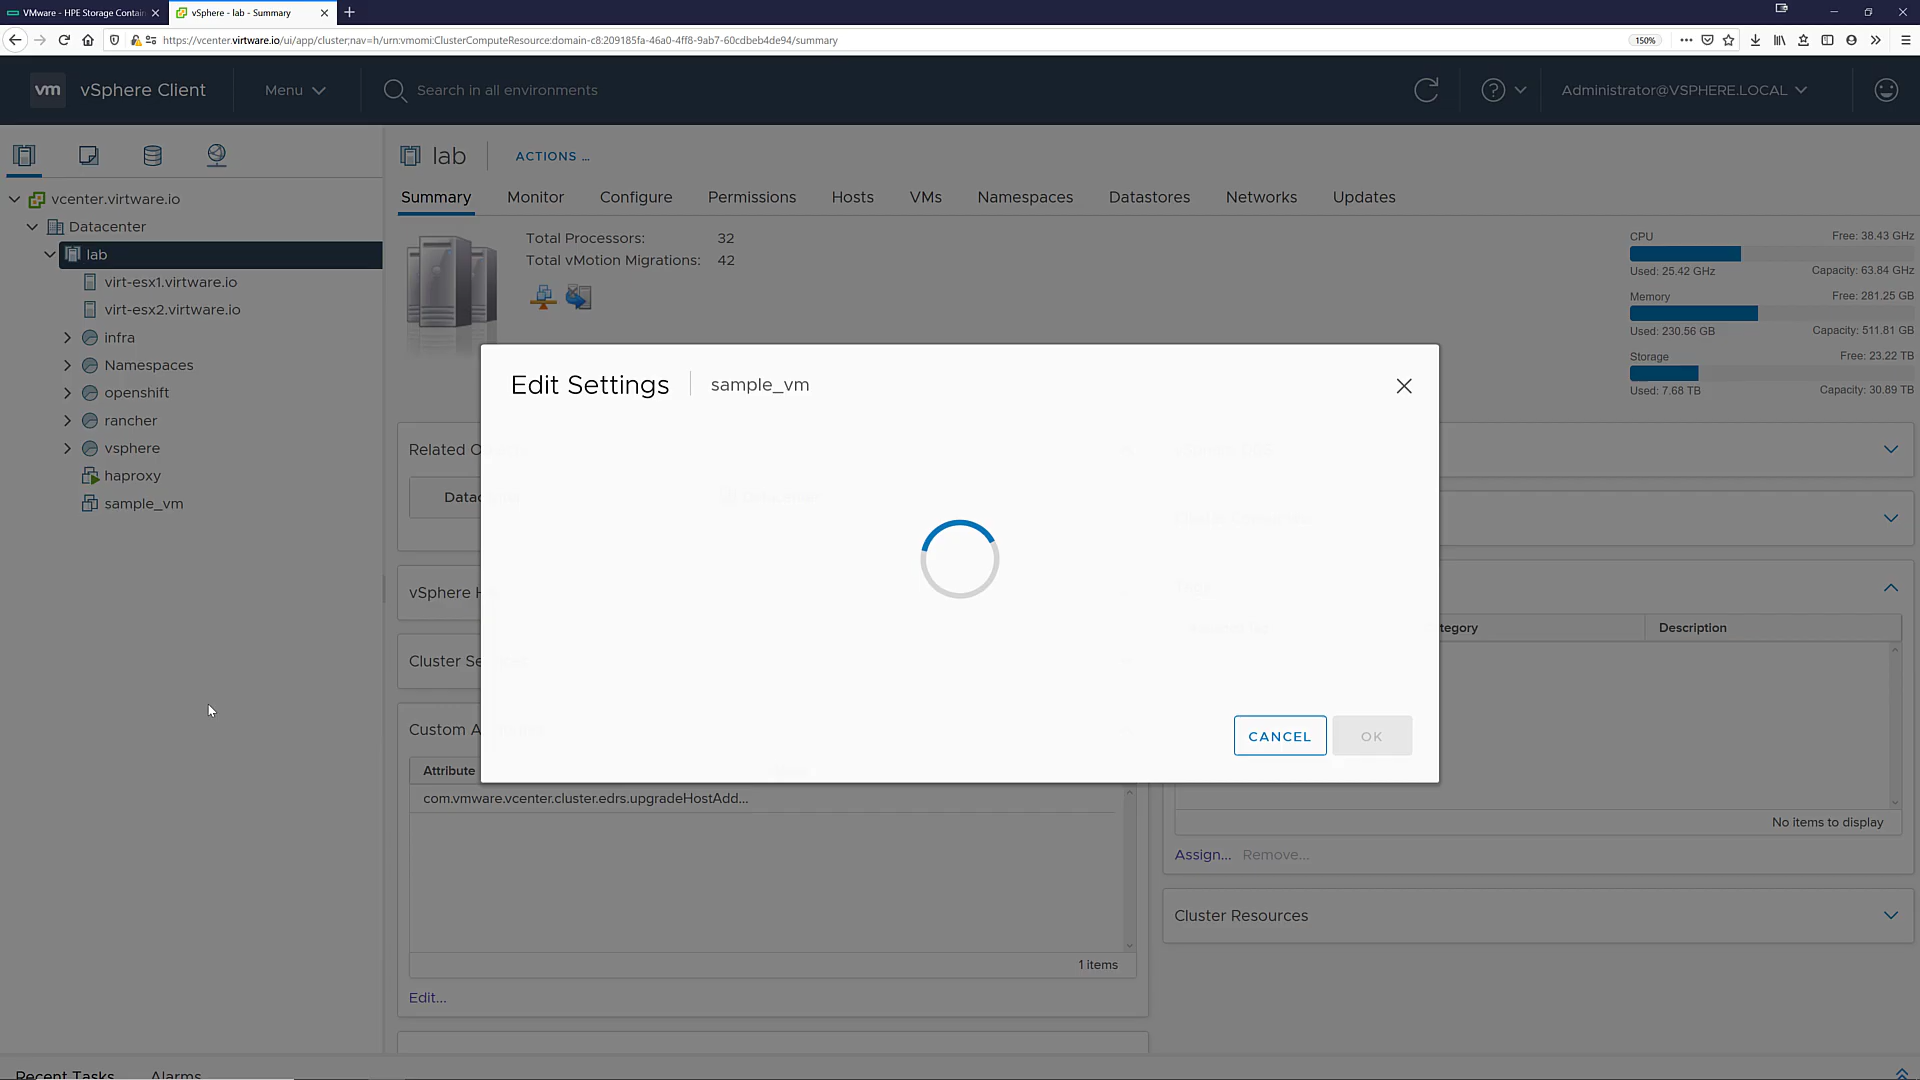 VMware - HPE Storage Contain
vSphere - lab - Summary
https://vcenter.virtware.io/ui/app/cluster;nav=h/urn:vmomi:ClusterComputeResource:domain-c8:209185fa-46a0-4ff8-9ab7-60cdbeb4de94/summary
150%
vm vSphere Client
Menu
Search in all environments
Administrator@VSPHERE.LOCAL
vcenter.virtware.io
Datacenter
lab
virt-esx1.virtware.io
virt-esx2.virtware.io
infra
Namespaces
openshift
rancher
vsphere
haproxy
sample_vm
lab
ACTIONS ...
Summary Monitor Configure Permissions Hosts VMs Namespaces Datastores Networks Updates
Total Processors: 32
Total vMotion Migrations: 42
CPU Free: 38.43 GHz
Used: 25.42 GHz Capacity: 63.84 GHz
Memory Free: 281.25 GB
Used: 230.56 GB Capacity: 511.81 GB
Storage Free: 23.22 TB
Used: 7.68 TB Capacity: 30.89 TB
Edit Settings sample_vm
CANCEL OK
Related O
Data
vSphere H
Cluster Se
Custom A
Attribute
com.vmware.vcenter.cluster.edrs.upgradeHostAdd...
1 items
Edit...
tegory Description
No items to display
Assign... Remove...
Cluster Resources
Recent Tasks Alarms